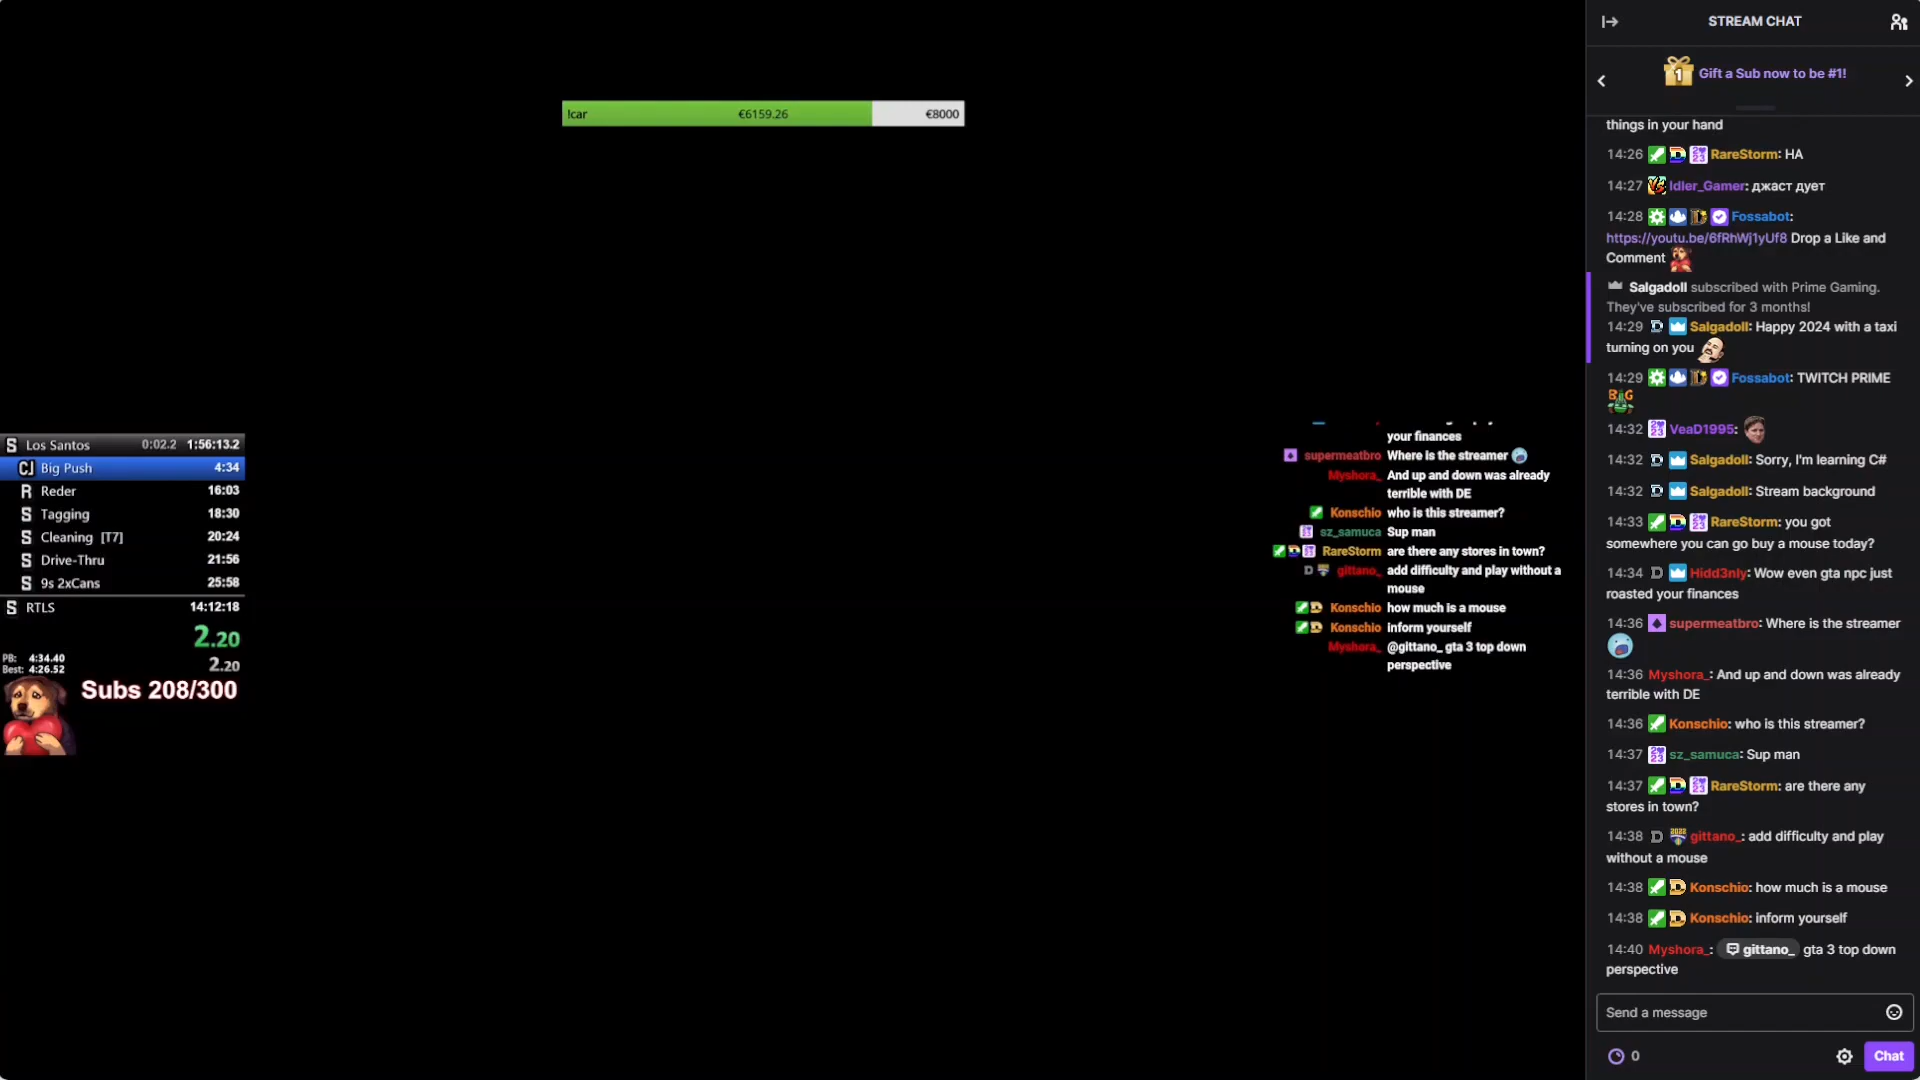 !car €6159.26 €8000
Los Santos 0:02.2 1:56:13.2
CJ Big Push 4:34
R Reder 16:03
S Tagging 18:30
S Cleaning [T7] 20:24
S Drive-Thru 21:56
S 9s 2xCans 25:58
S RTLS 14:12:18
2.20
PB: 4:34.40
2.20
Best: 4:26.52
Subs 208/300
your finances
supermeatbro Where is the streamer
Myshora_ And up and down was already
terrible with DE
Konschio who is this streamer?
sz_samuca Sup man
RareStorm are there any stores in town?
gittano_ add difficulty and play without a
mouse
Konschio how much is a mouse
Konschio inform yourself
Myshora_ @gittano_ gta 3 top down
perspective
STREAM CHAT
1 Gift a Sub now to be #1!
things in your hand
14:26 RareStorm: HA
14:27 Idler_Gamer: джаст дует
14:28 Fossabot:
https://youtu.be/6fRhWj1yUf8 Drop a Like and
Comment
Salgadoll subscribed with Prime Gaming.
They've subscribed for 3 months!
14:29 Salgadoll: Happy 2024 with a taxi
turning on you
14:29 Fossabot: TWITCH PRIME
BIG
14:32 VeaD1995:
14:32 Salgadoll: Sorry, I'm learning C#
14:32 Salgadoll: Stream background
14:33 RareStorm: you got
somewhere you can go buy a mouse today?
14:34 Hidd3nly: Wow even gta npc just
roasted your finances
14:36 supermeatbro: Where is the streamer
14:36 Myshora_: And up and down was already
terrible with DE
14:36 Konschio: who is this streamer?
14:37 sz_samuca: Sup man
14:37 RareStorm: are there any
stores in town?
14:38 gittano_: add difficulty and play
without a mouse
14:38 Konschio: how much is a mouse
14:38 Konschio: inform yourself
14:40 Myshora_: gittano_ gta 3 top down
perspective
Send a message
0
Chat